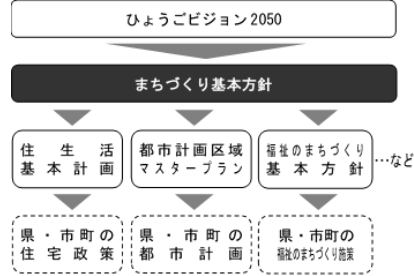 ひょうごビジョン2050
まちづくり基本方針
住生活
基本計画
都市計画区域
マスタープラン
福祉のまちづくり
基本方針
…など
県・市町の
住宅政策
県・市町の
都市計画
県・市町の
福祉のまちづくり施策